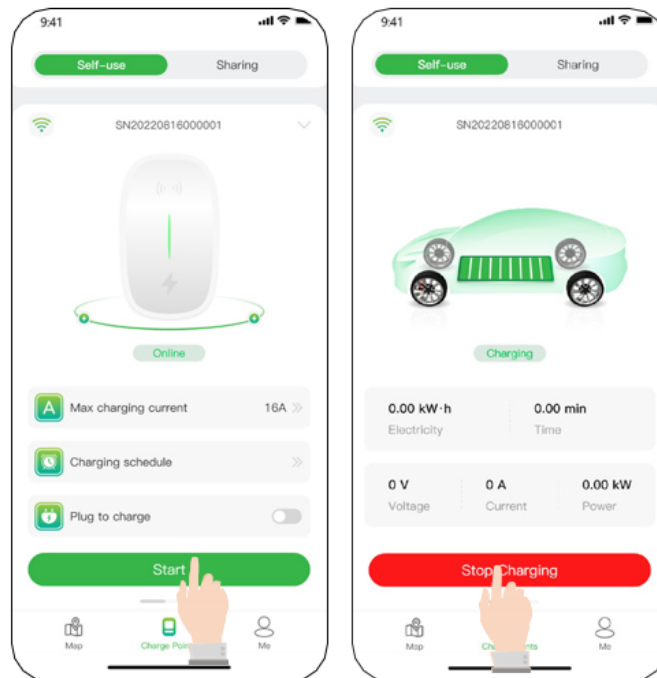 9:41
Self-use
Sharing
SN20220816000001
Online
Max charging current 16A
Charging schedule
Plug to charge
Start
Map
Charge
Me
9:41
Self-use
Sharing
SN20220816000001
Charging
0.00 kW·h
0.00 min
Electricity
Time
0 V
0 A
0.00 kW
Voltage
Current
Power
Stop Charging
Map
Me